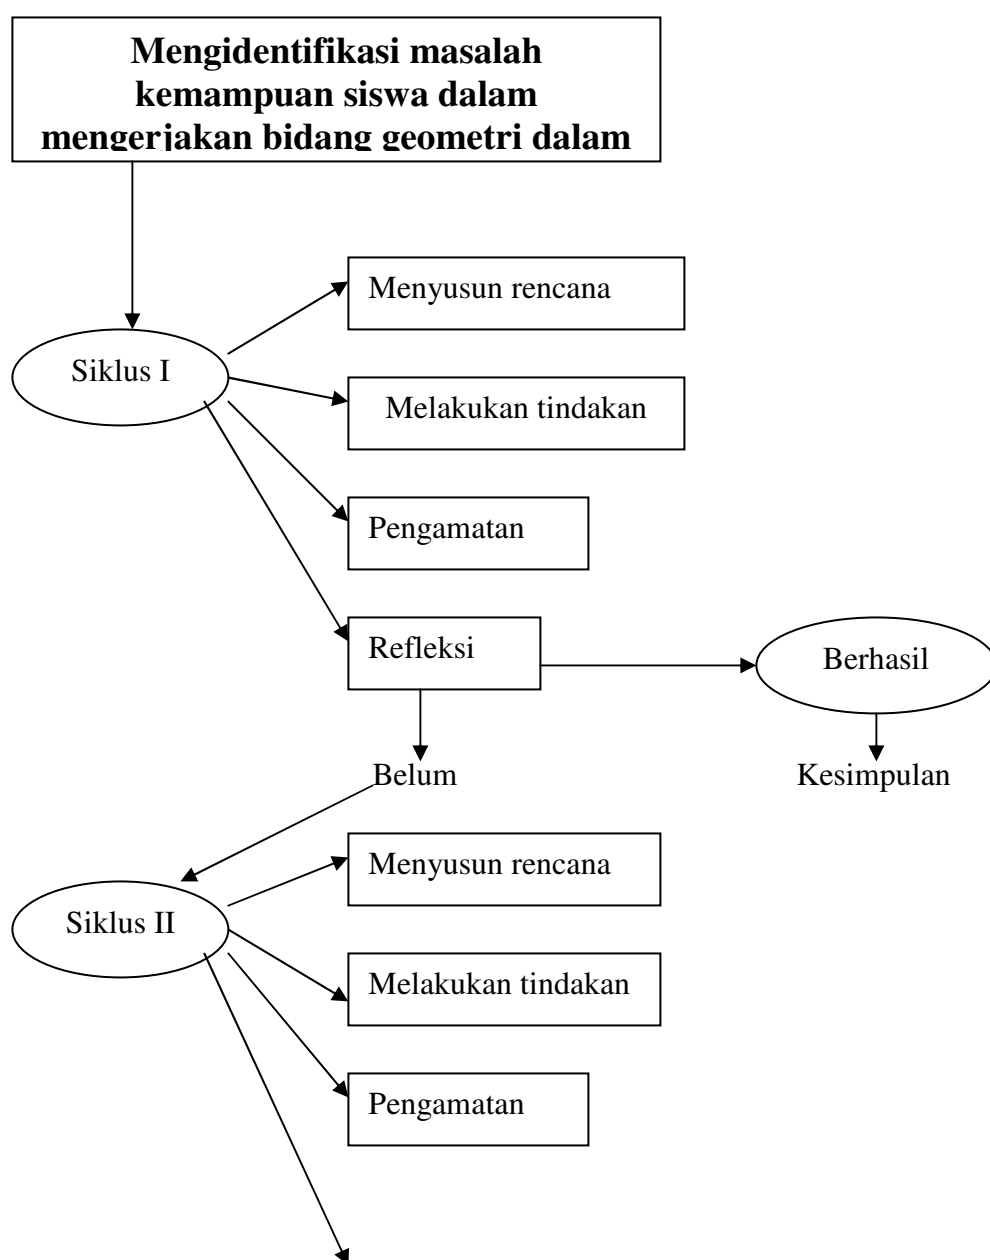 Mengidentifikasi masalah
kemampuan siswa dalam
mengerjakan bidang geometri dalam
Menyusun rencana
Siklus I
Melakukan tindakan
Pengamatan
Refleksi
Berhasil
Belum
Kesimpulan
Menyusun rencana
Siklus II
Melakukan tindakan
Pengamatan